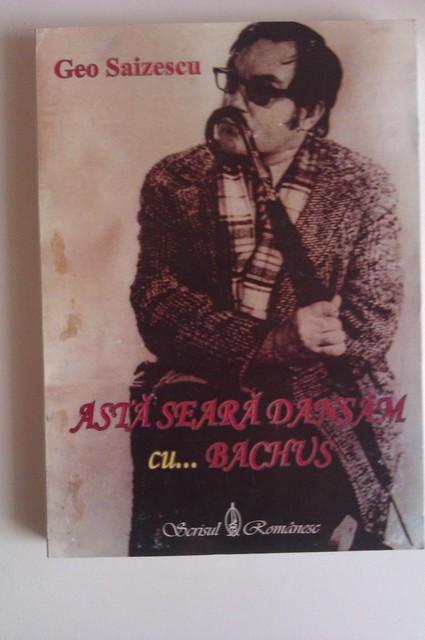 Geo Saizescu
ASTĂ SEARĂ DANSĂM
cu... BACHUS
Scrisul Românesc